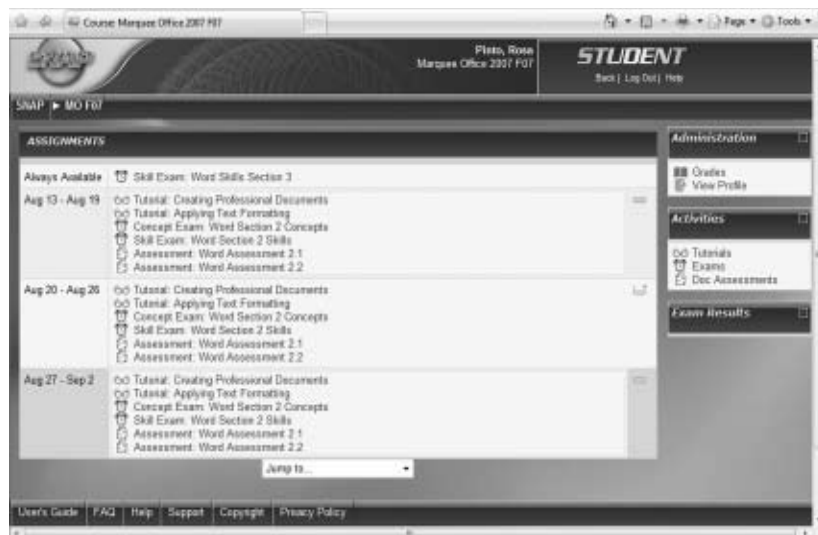 Course: Marquee Office 2007 F07
Page
Tools
SNAP
Pinto, Rose
Marquee Office 2007 F07
STUDENT
Back | Log Out | Help
SNAP ► MO F07
ASSIGNMENTS
Always Available
Skill Exam: Word Skills Section 3
Aug 13 - Aug 19
Tutorial: Creating Professional Documents
Tutorial: Applying Text Formatting
Concept Exam: Word Section 2 Concepts
Skill Exam: Word Section 2 Skills
Assessment: Word Assessment 2.1
Assessment: Word Assessment 2.2
Aug 20 - Aug 26
Tutorial: Creating Professional Documents
Tutorial: Applying Text Formatting
Concept Exam: Word Section 2 Concepts
Skill Exam: Word Section 2 Skills
Assessment: Word Assessment 2.1
Assessment: Word Assessment 2.2
Aug 27 - Sep 2
Tutorial: Creating Professional Documents
Tutorial: Applying Text Formatting
Concept Exam: Word Section 2 Concepts
Skill Exam: Word Section 2 Skills
Assessment: Word Assessment 2.1
Assessment: Word Assessment 2.2
Jump to...
Administration
Grades
View Profile
Activities
Tutorials
Exams
Doc Assessments
Exam Results
User's Guide | FAQ | Help | Support | Copyright | Privacy Policy